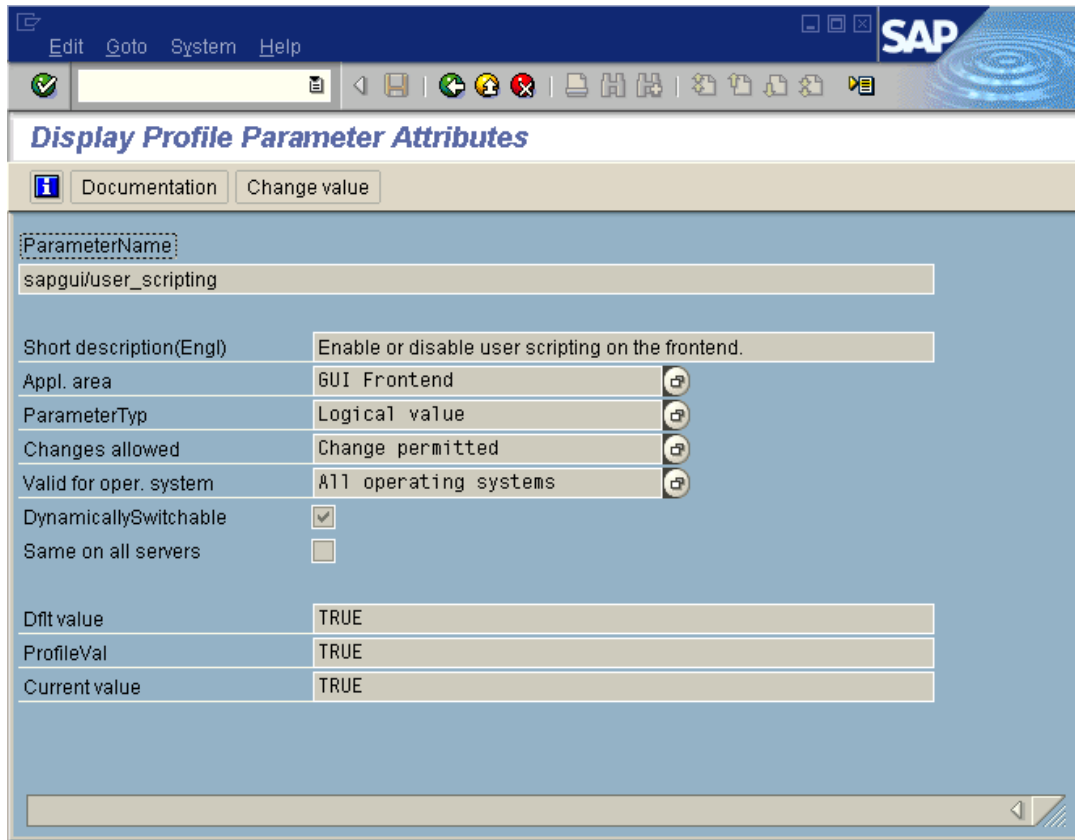 Edit Goto System Help
SAP
Display Profile Parameter Attributes
Documentation Change value
ParameterName
sapgui/user_scripting
Short description(Engl) Enable or disable user scripting on the frontend.
Appl. area GUI Frontend
ParameterTyp Logical value
Changes allowed Change permitted
Valid for oper. system All operating systems
DynamicallySwitchable
Same on all servers
Dflt value TRUE
ProfileVal TRUE
Current value TRUE